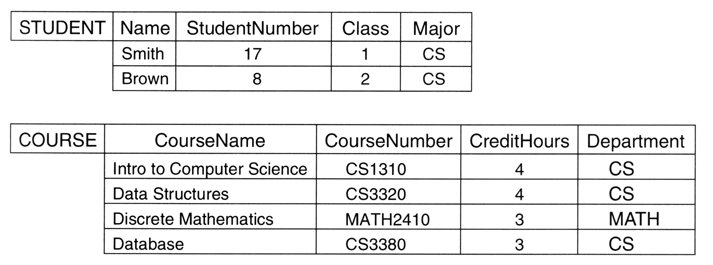 STUDENT Name StudentNumber Class Major
Smith 17 1 CS
Brown 8 2 CS
COURSE CourseName CourseNumber CreditHours Department
Intro to Computer Science CS1310 4 CS
Data Structures CS3320 4 CS
Discrete Mathematics MATH2410 3 MATH
Database CS3380 3 CS